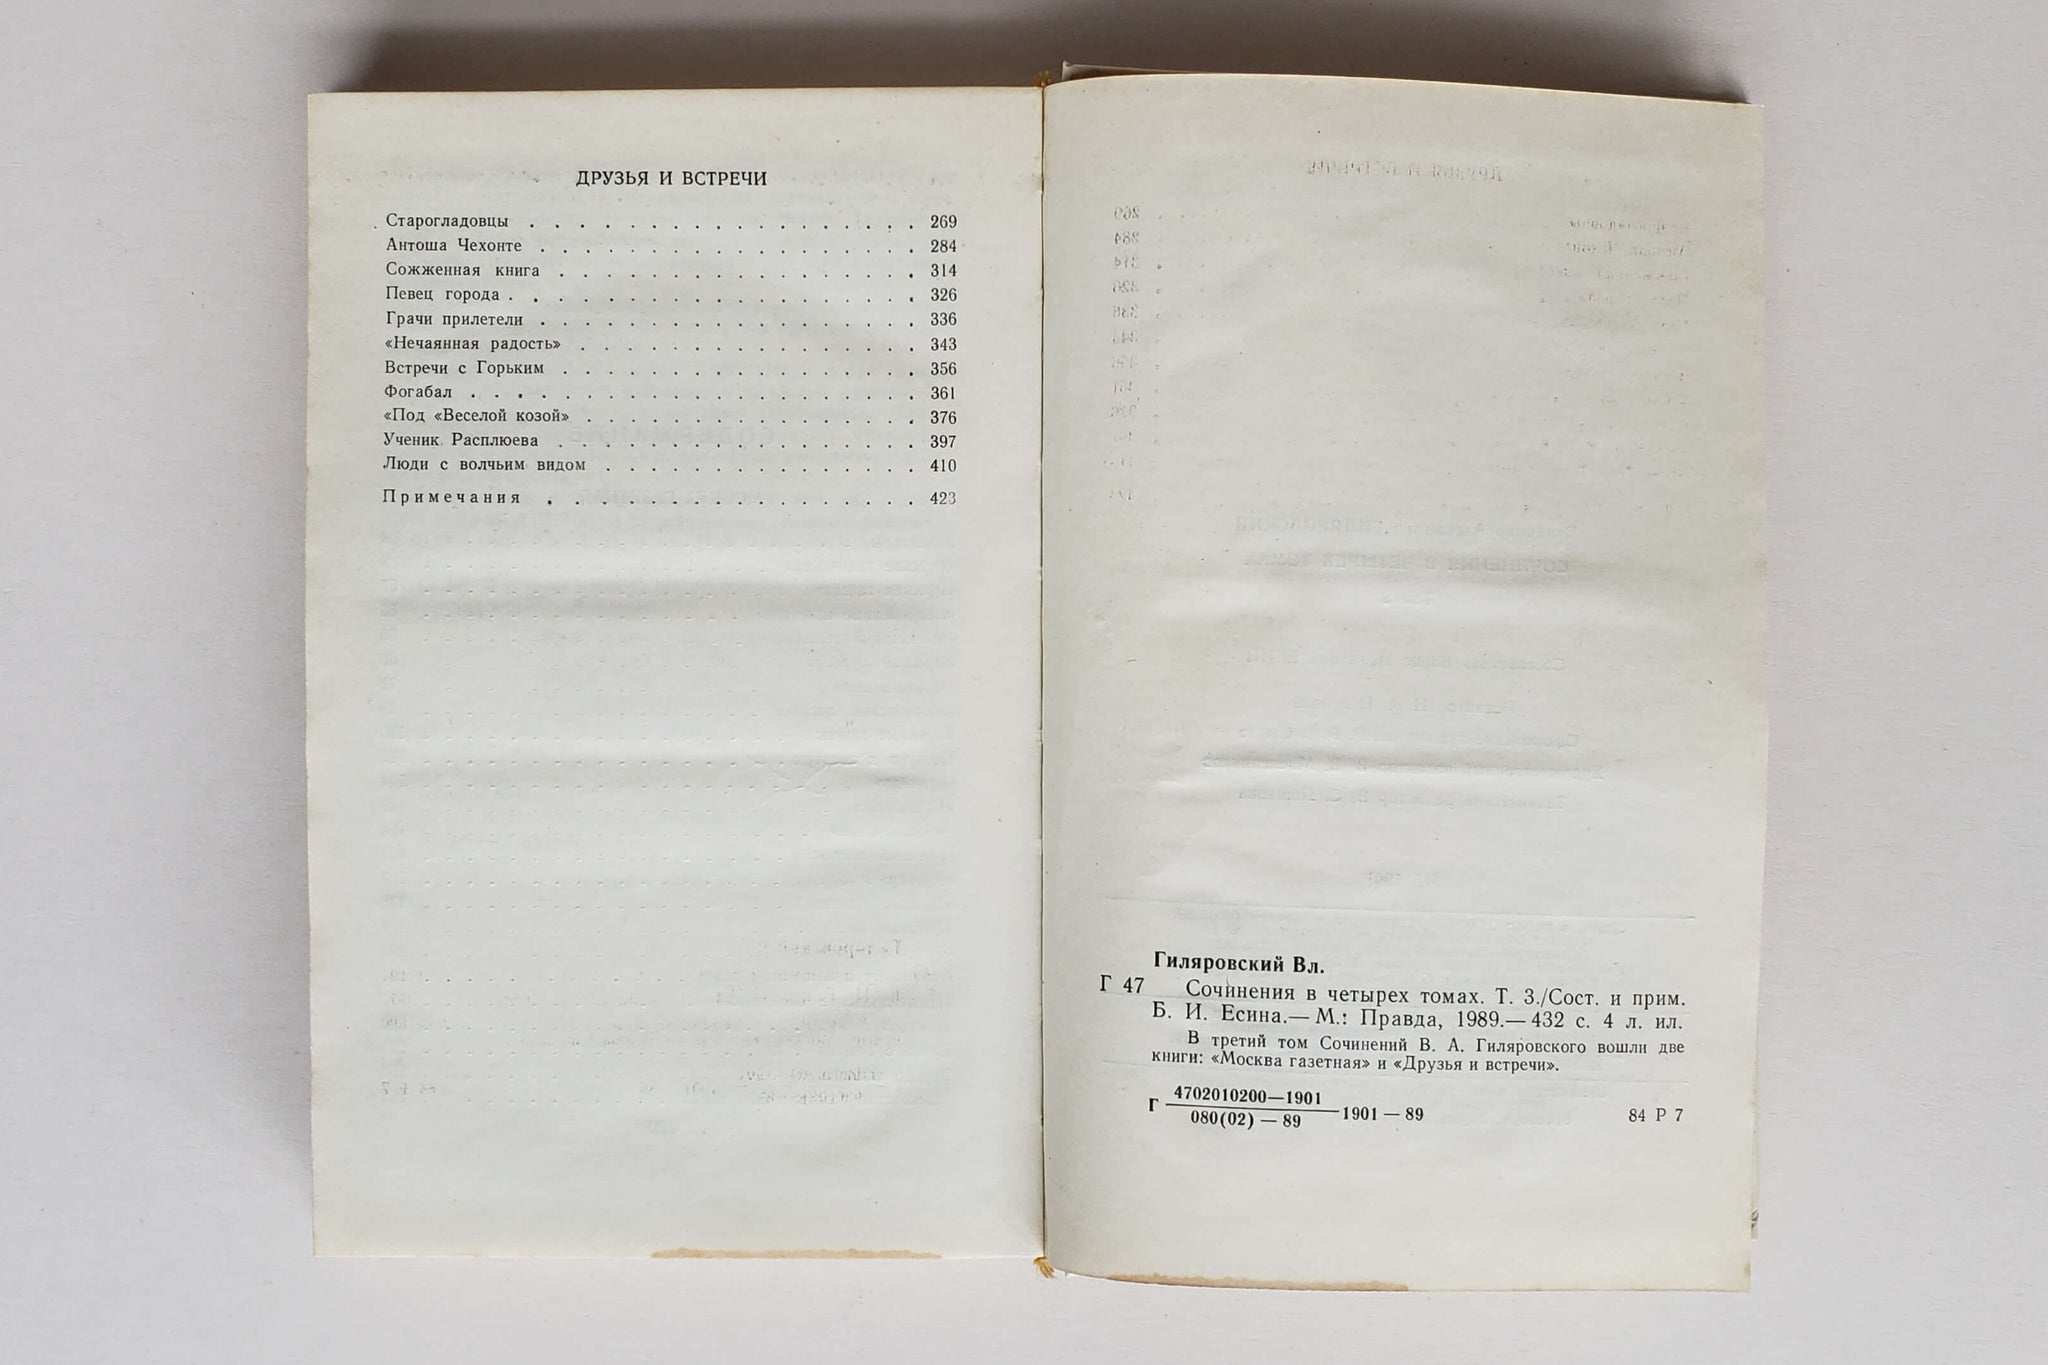 ДРУЗЬЯ И ВСТРЕЧИ
Старогладовцы . . . . . . . . . . . . . . . . . 269
Антоша Чехонте . . . . . . . . . . . . . . . . . 284
Сожженная книга . . . . . . . . . . . . . . . . 314
Певец города . . . . . . . . . . . . . . . . . . 326
Грачи прилетели . . . . . . . . . . . . . . . . . 336
«Нечаянная радость» . . . . . . . . . . . . . . . 343
Встречи с Горьким . . . . . . . . . . . . . . . . 356
Фогабал . . . . . . . . . . . . . . . . . . . . 361
«Под «Веселой козой» . . . . . . . . . . . . . . . 376
Ученик Расплюева . . . . . . . . . . . . . . . . 397
Люди с волчьим видом . . . . . . . . . . . . . . 410
Примечания . . . . . . . . . . . . . . . . 423
Гиляровский Вл.
Г 47 Сочинения в четырех томах. Т. 3./Сост. и прим.
Б. И. Есина.— М.: Правда, 1989.— 432 с. 4 л. ил.
В третий том Сочинений В. А. Гиляровского вошли две
книги: «Москва газетная» и «Друзья и встречи».
4702010200—1901
Г 1901 — 89 84 Р 7
080(02) — 89